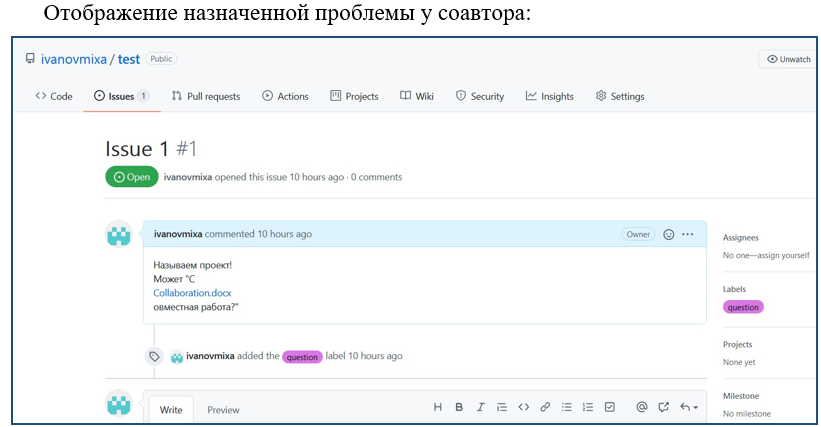 Отображение назначенной проблемы у соавтора:
ivanovmixa / test Public Unwatch
Code Issues 1 Pull requests Actions Projects Wiki Security Insights Settings
Issue 1 #1
Open ivanovmixa opened this issue 10 hours ago · 0 comments
ivanovmixa commented 10 hours ago Owner
Называем проект!
Может "С
Collaboration.docx
овместная работа?"
Assignees
No one—assign yourself
Labels
question
ivanovmixa added the question label 10 hours ago
Projects
None yet
Milestone
No milestone
Write Preview H B I